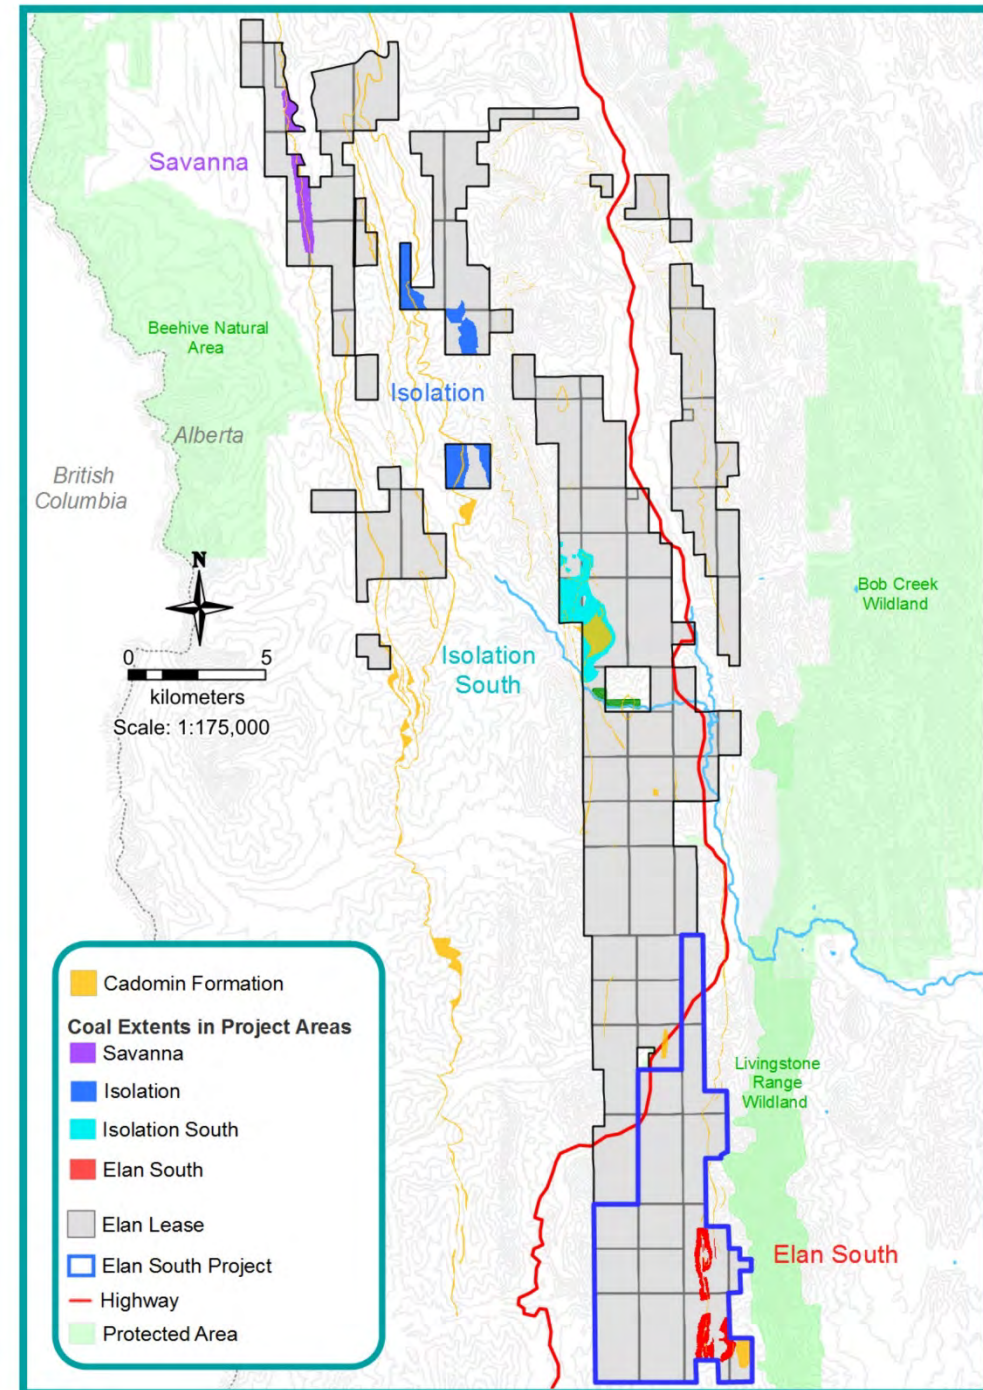 Savanna
Beehive Natural
Area
Isolation
Alberta
British
Columbia
N
Bob Creek
Wildland
Isolation
South
0 5
kilometers
Scale: 1:175,000
Cadomin Formation
Coal Extents in Project Areas
Savanna
Isolation
Isolation South
Elan South
Elan Lease
Elan South Project
Highway
Protected Area
Livingstone
Range
Wildland
Elan South